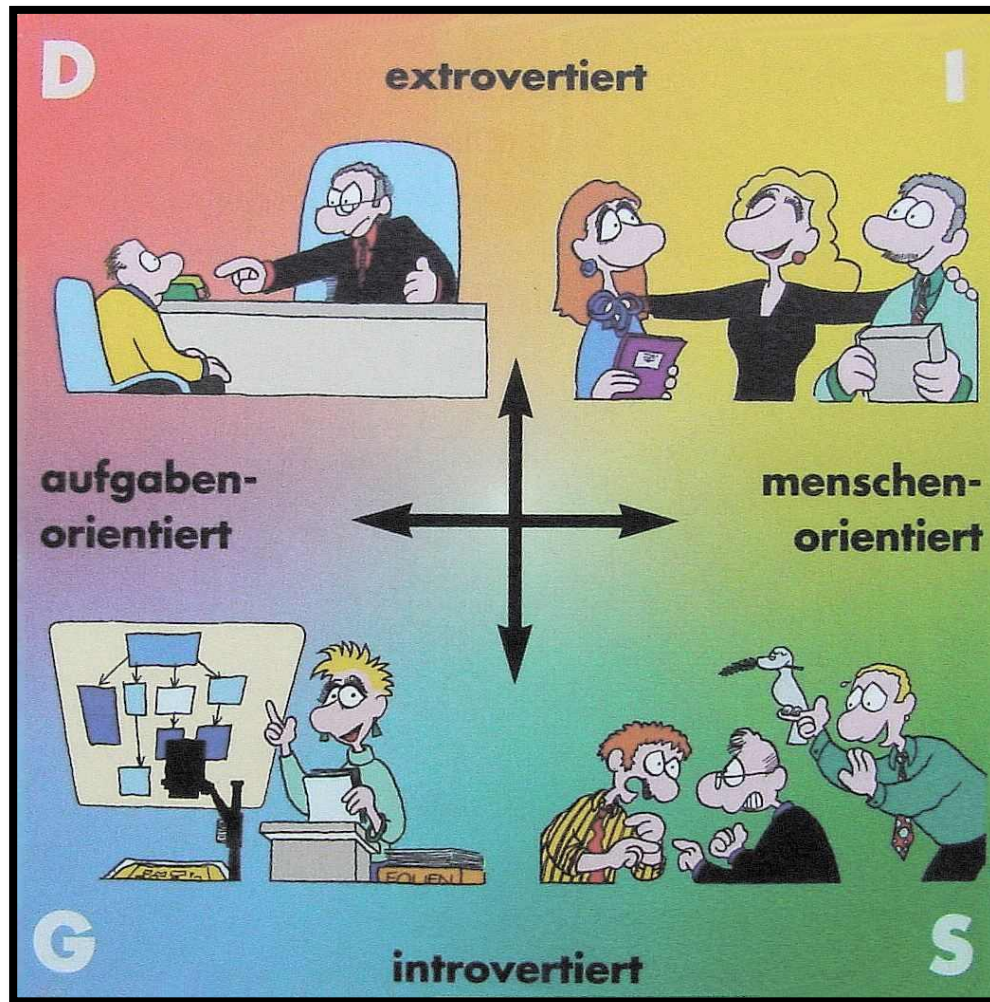 D
I
extrovertiert
aufgaben-
orientiert
menschen-
orientiert
FOLIEN
G
S
introvertiert